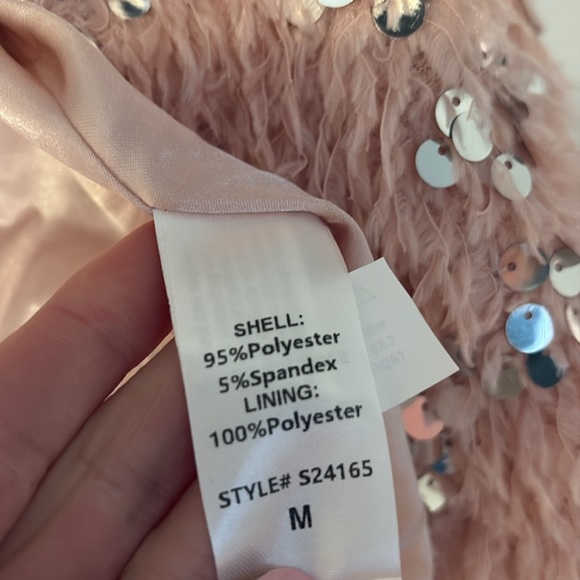 SHELL:
95%Polyester
5%Spandex
LINING:
100%Polyester
STYLE# S24165
M